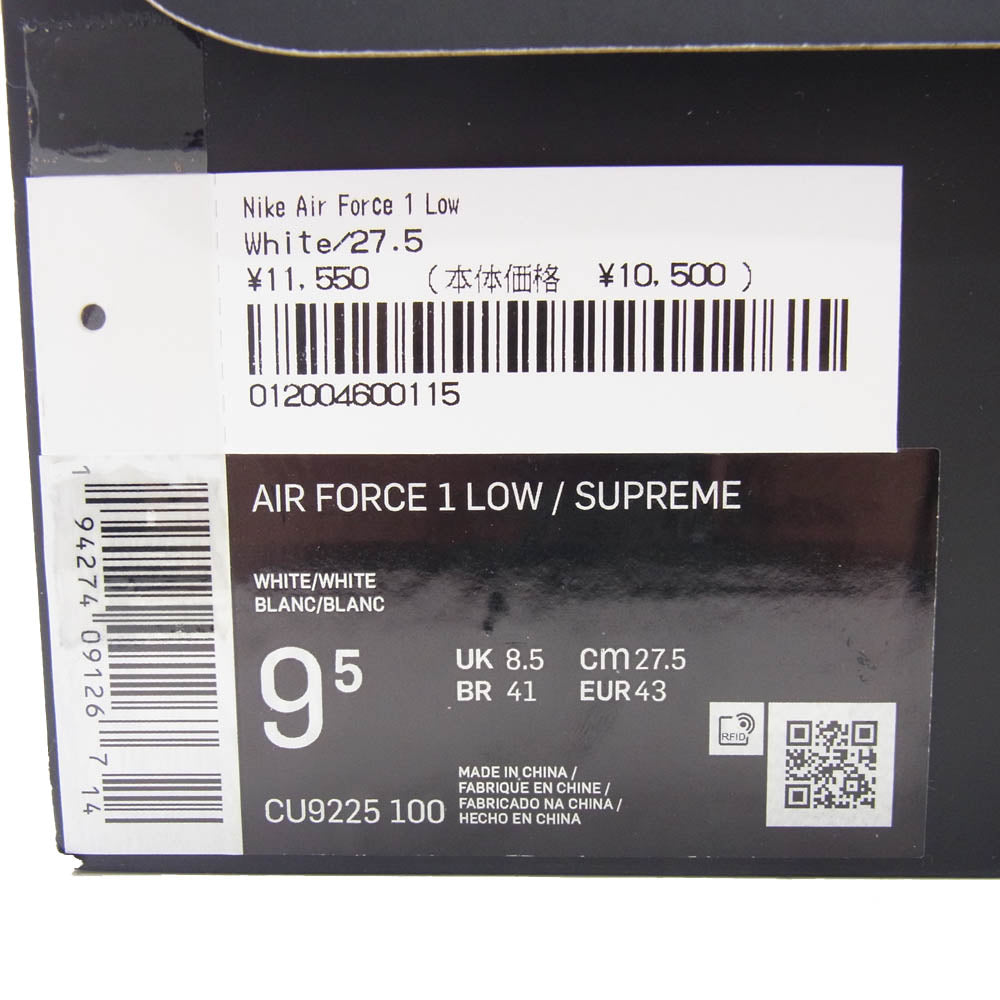 Nike Air Force 1 Low
White/27.5
¥11,550 (本体価格 ¥10,500 )
012004600115
AIR FORCE 1 LOW / SUPREME
WHITE/WHITE
BLANC/BLANC
9 5
UK 8.5 cm 27.5
BR 41 EUR 43
RFID
CU9225 100
MADE IN CHINA /
FABRIQUE EN CHINE /
FABRICADO NA CHINA /
HECHO EN CHINA
1 94274 09126 7 14